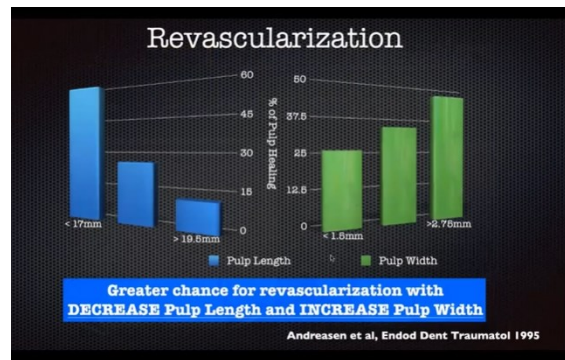 Revascularization
60
45
30
15
0
% of Pulp Healing
50
37.5
25
12.5
0
< 17mm
> 19.5mm
< 1.5mm
>2.75mm
Pulp Length
Pulp Width
Greater chance for revascularization with
DECREASE Pulp Length and INCREASE Pulp Width
Andreasen et al, Endod Dent Traumatol 1995